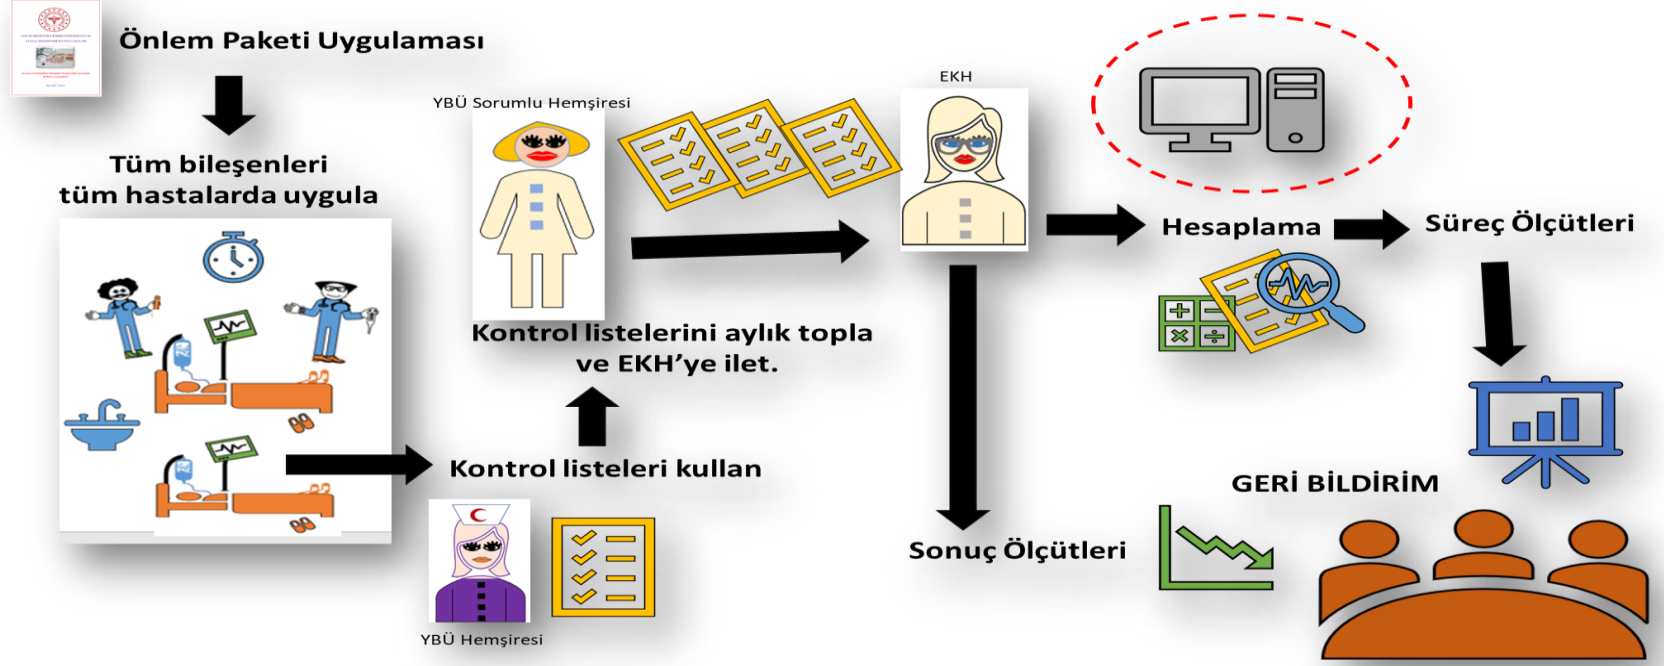 Önlem Paketi Uygulaması
Tüm bileşenleri
tüm hastalarda uygula
YBÜ Sorumlu Hemşiresi
EKH
Kontrol listelerini aylık topla
ve EKH’ye ilet.
Kontrol listeleri kullan
YBÜ Hemşiresi
Hesaplama
Süreç Ölçütleri
Sonuç Ölçütleri
GERİ BİLDİRİM